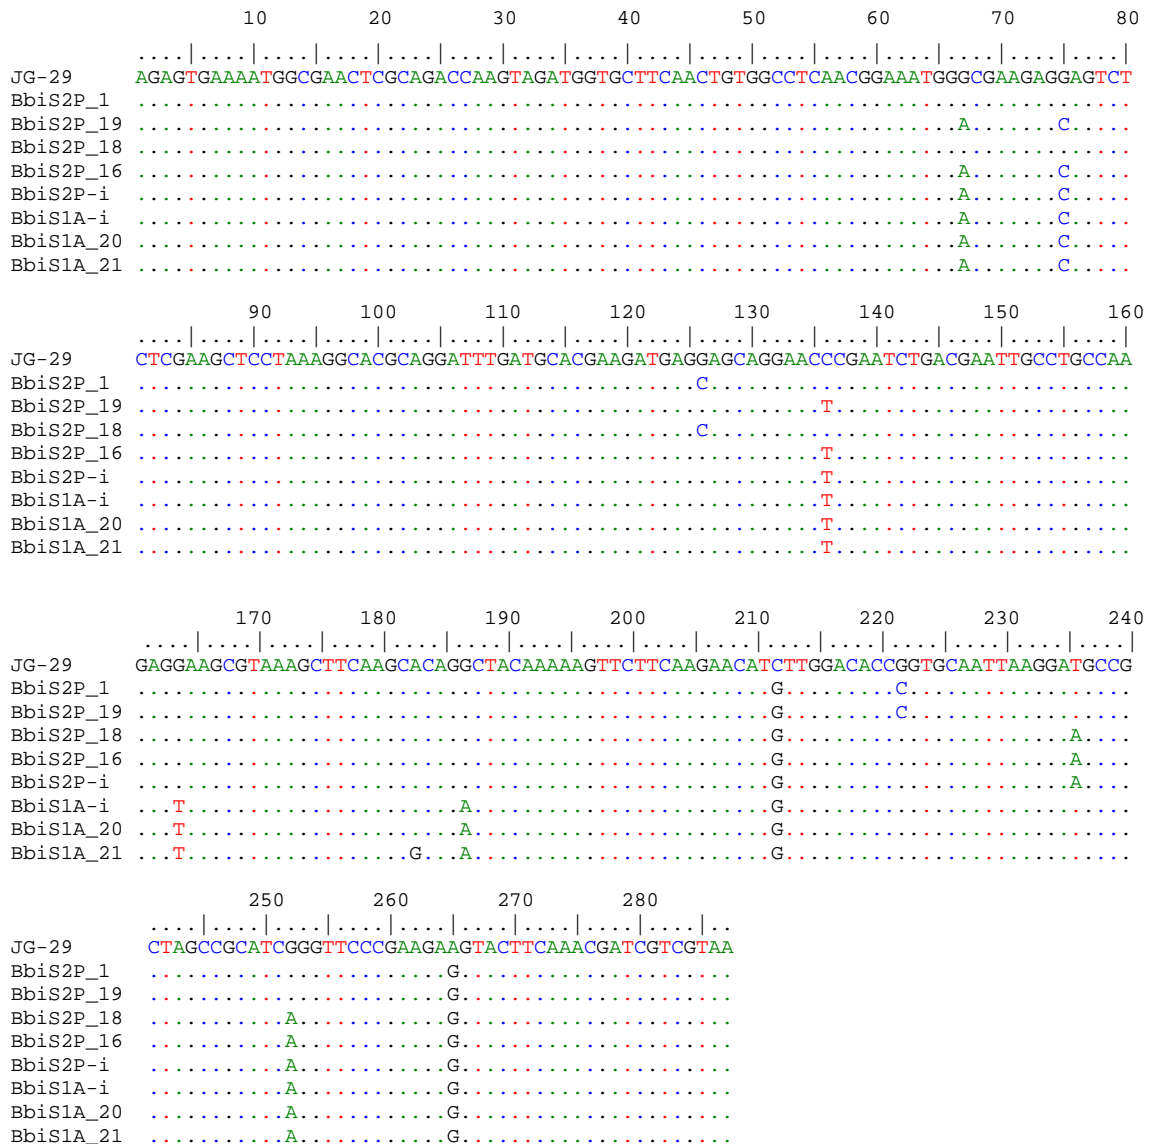 10 20 30 40 50 60 70 80
....|....|....|....|....|....|....|....|....|....|....|....|....|....|....|....|
JG-29 AGAGTGAAAATGGCGAACTCGCAGACCAAGTAGATGGTGCTTCAACTGTGGCCTCAACGGAAATGGGCGAAGAGGAGTCT
BbiS2P_1 ................................................................................
BbiS2P_19 ..................................................................A.......C.....
BbiS2P_18 ................................................................................
BbiS2P_16 ..................................................................A.......C.....
BbiS2P-i ..................................................................A.......C.....
BbiS1A-i ..................................................................A.......C.....
BbiS1A_20 ..................................................................A.......C.....
BbiS1A_21 ..................................................................A.......C.....
90 100 110 120 130 140 150 160
....|....|....|....|....|....|....|....|....|....|....|....|....|....|....|....|
JG-29 CTCGAAGCTCCTAAAGGCACGCAGGATTTGATGCACGAAGATGAGGAGCAGGAACCCGAATCTGACGAATTGCCTGCCAA
BbiS2P_1 .............................................C..................................
BbiS2P_19 .......................................................T........................
BbiS2P_18 .............................................C..................................
BbiS2P_16 .......................................................T........................
BbiS2P-i .......................................................T........................
BbiS1A-i .......................................................T........................
BbiS1A_20 .......................................................T........................
BbiS1A_21 .......................................................T........................
170 180 190 200 210 220 230 240
....|....|....|....|....|....|....|....|....|....|....|....|....|....|....|....|
JG-29 GAGGAAGCGTAAAGCTTCAAGCACAGGCTACAAAAAGTTCTTCAAGAACATCTTGGACACCGGTGCAATTAAGGATGCCG
BbiS2P_1 ...................................................G.........C..................
BbiS2P_19 ...................................................G.........C..................
BbiS2P_18 ...................................................G.......................A....
BbiS2P_16 ...................................................G.......................A....
BbiS2P-i ...................................................G.......................A....
BbiS1A-i ...T......................A........................G............................
BbiS1A_20 ...T......................A........................G............................
BbiS1A_21 ...T..................G...A........................G............................
250 260 270 280
....|....|....|....|....|....|....|....|....|..
JG-29 CTAGCCGCATCGGGTTCCCGAAGAAGTACTTCAAACGATCGTCGTAA
BbiS2P_1 ........................G......................
BbiS2P_19 ........................G......................
BbiS2P_18 ...........A............G......................
BbiS2P_16 ...........A............G......................
BbiS2P-i ...........A............G......................
BbiS1A-i ...........A............G......................
BbiS1A_20 ...........A............G......................
BbiS1A_21 ...........A............G......................